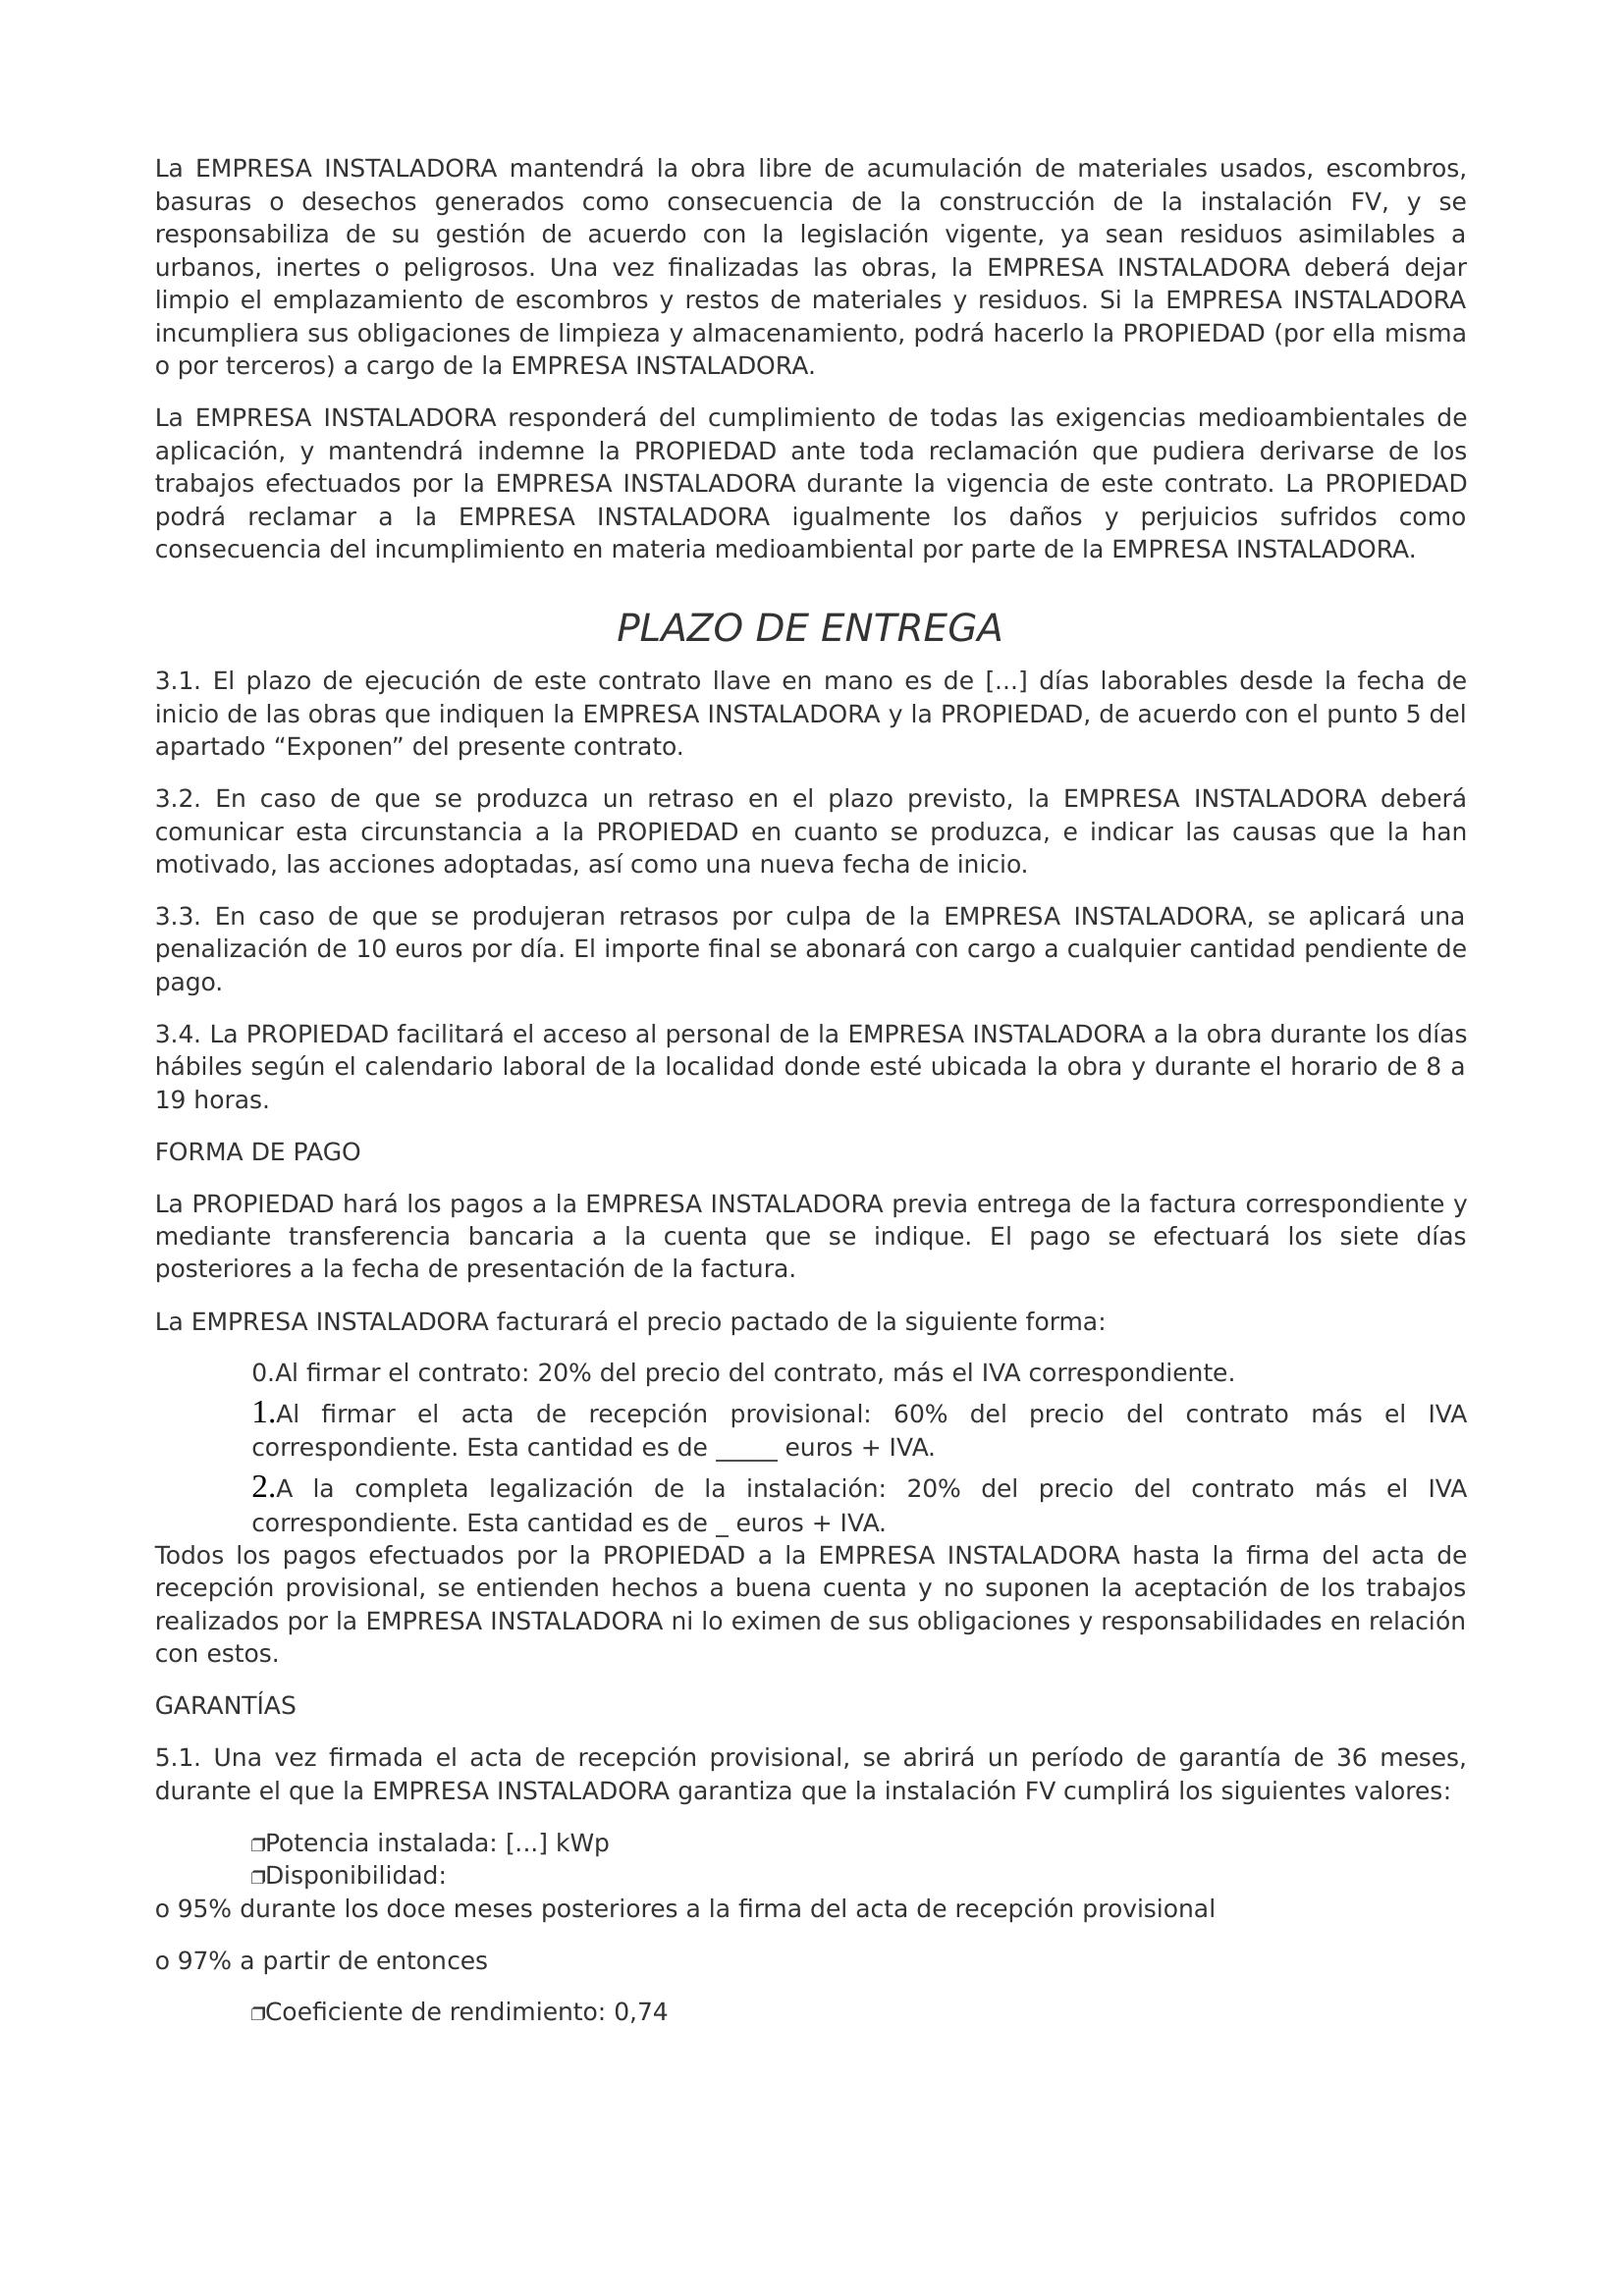 La EMPRESA INSTALADORA mantendrá la obra libre de acumulación de materiales usados, escombros,
basuras o desechos generados como consecuencia de la construcción de la instalación FV, y se
responsabiliza de su gestión de acuerdo con la legislación vigente, ya sean residuos asimilables a
urbanos, inertes o peligrosos. Una vez finalizadas las obras, la EMPRESA INSTALADORA deberá dejar
limpio el emplazamiento de escombros y restos de materiales y residuos. Si la EMPRESA INSTALADORA
incumpliera sus obligaciones de limpieza y almacenamiento, podrá hacerlo la PROPIEDAD (por ella misma
o por terceros) a cargo de la EMPRESA INSTALADORA.
La EMPRESA INSTALADORA responderá del cumplimiento de todas las exigencias medioambientales de
aplicación, y mantendrá indemne la PROPIEDAD ante toda reclamación que pudiera derivarse de los
trabajos efectuados por la EMPRESA INSTALADORA durante la vigencia de este contrato. La PROPIEDAD
podrá reclamar a la EMPRESA INSTALADORA igualmente los daños y perjuicios sufridos como
consecuencia del incumplimiento en materia medioambiental por parte de la EMPRESA INSTALADORA.
PLAZO DE ENTREGA
3.1. El plazo de ejecución de este contrato llave en mano es de [...] días laborables desde la fecha de
inicio de las obras que indiquen la EMPRESA INSTALADORA y la PROPIEDAD, de acuerdo con el punto 5 del
apartado “Exponen” del presente contrato.
3.2. En caso de que se produzca un retraso en el plazo previsto, la EMPRESA INSTALADORA deberá
comunicar esta circunstancia a la PROPIEDAD en cuanto se produzca, e indicar las causas que la han
motivado, las acciones adoptadas, así como una nueva fecha de inicio.
3.3. En caso de que se produjeran retrasos por culpa de la EMPRESA INSTALADORA, se aplicará una
penalización de 10 euros por día. El importe final se abonará con cargo a cualquier cantidad pendiente de
pago.
3.4. La PROPIEDAD facilitará el acceso al personal de la EMPRESA INSTALADORA a la obra durante los días
hábiles según el calendario laboral de la localidad donde esté ubicada la obra y durante el horario de 8 a
19 horas.
FORMA DE PAGO
La PROPIEDAD hará los pagos a la EMPRESA INSTALADORA previa entrega de la factura correspondiente y
mediante transferencia bancaria a la cuenta que se indique. El pago se efectuará los siete días
posteriores a la fecha de presentación de la factura.
La EMPRESA INSTALADORA facturará el precio pactado de la siguiente forma:
0.Al firmar el contrato: 20% del precio del contrato, más el IVA correspondiente.
1.Al firmar el acta de recepción provisional: 60% del precio del contrato más el IVA
correspondiente. Esta cantidad es de _____ euros + IVA.
2.A la completa legalización de la instalación: 20% del precio del contrato más el IVA
correspondiente. Esta cantidad es de _ euros + IVA.
Todos los pagos efectuados por la PROPIEDAD a la EMPRESA INSTALADORA hasta la firma del acta de
recepción provisional, se entienden hechos a buena cuenta y no suponen la aceptación de los trabajos
realizados por la EMPRESA INSTALADORA ni lo eximen de sus obligaciones y responsabilidades en relación
con estos.
GARANTÍAS
5.1. Una vez firmada el acta de recepción provisional, se abrirá un período de garantía de 36 meses,
durante el que la EMPRESA INSTALADORA garantiza que la instalación FV cumplirá los siguientes valores:
❒Potencia instalada: [...] kWp
❒Disponibilidad:
o 95% durante los doce meses posteriores a la firma del acta de recepción provisional
o 97% a partir de entonces
❒Coeficiente de rendimiento: 0,74